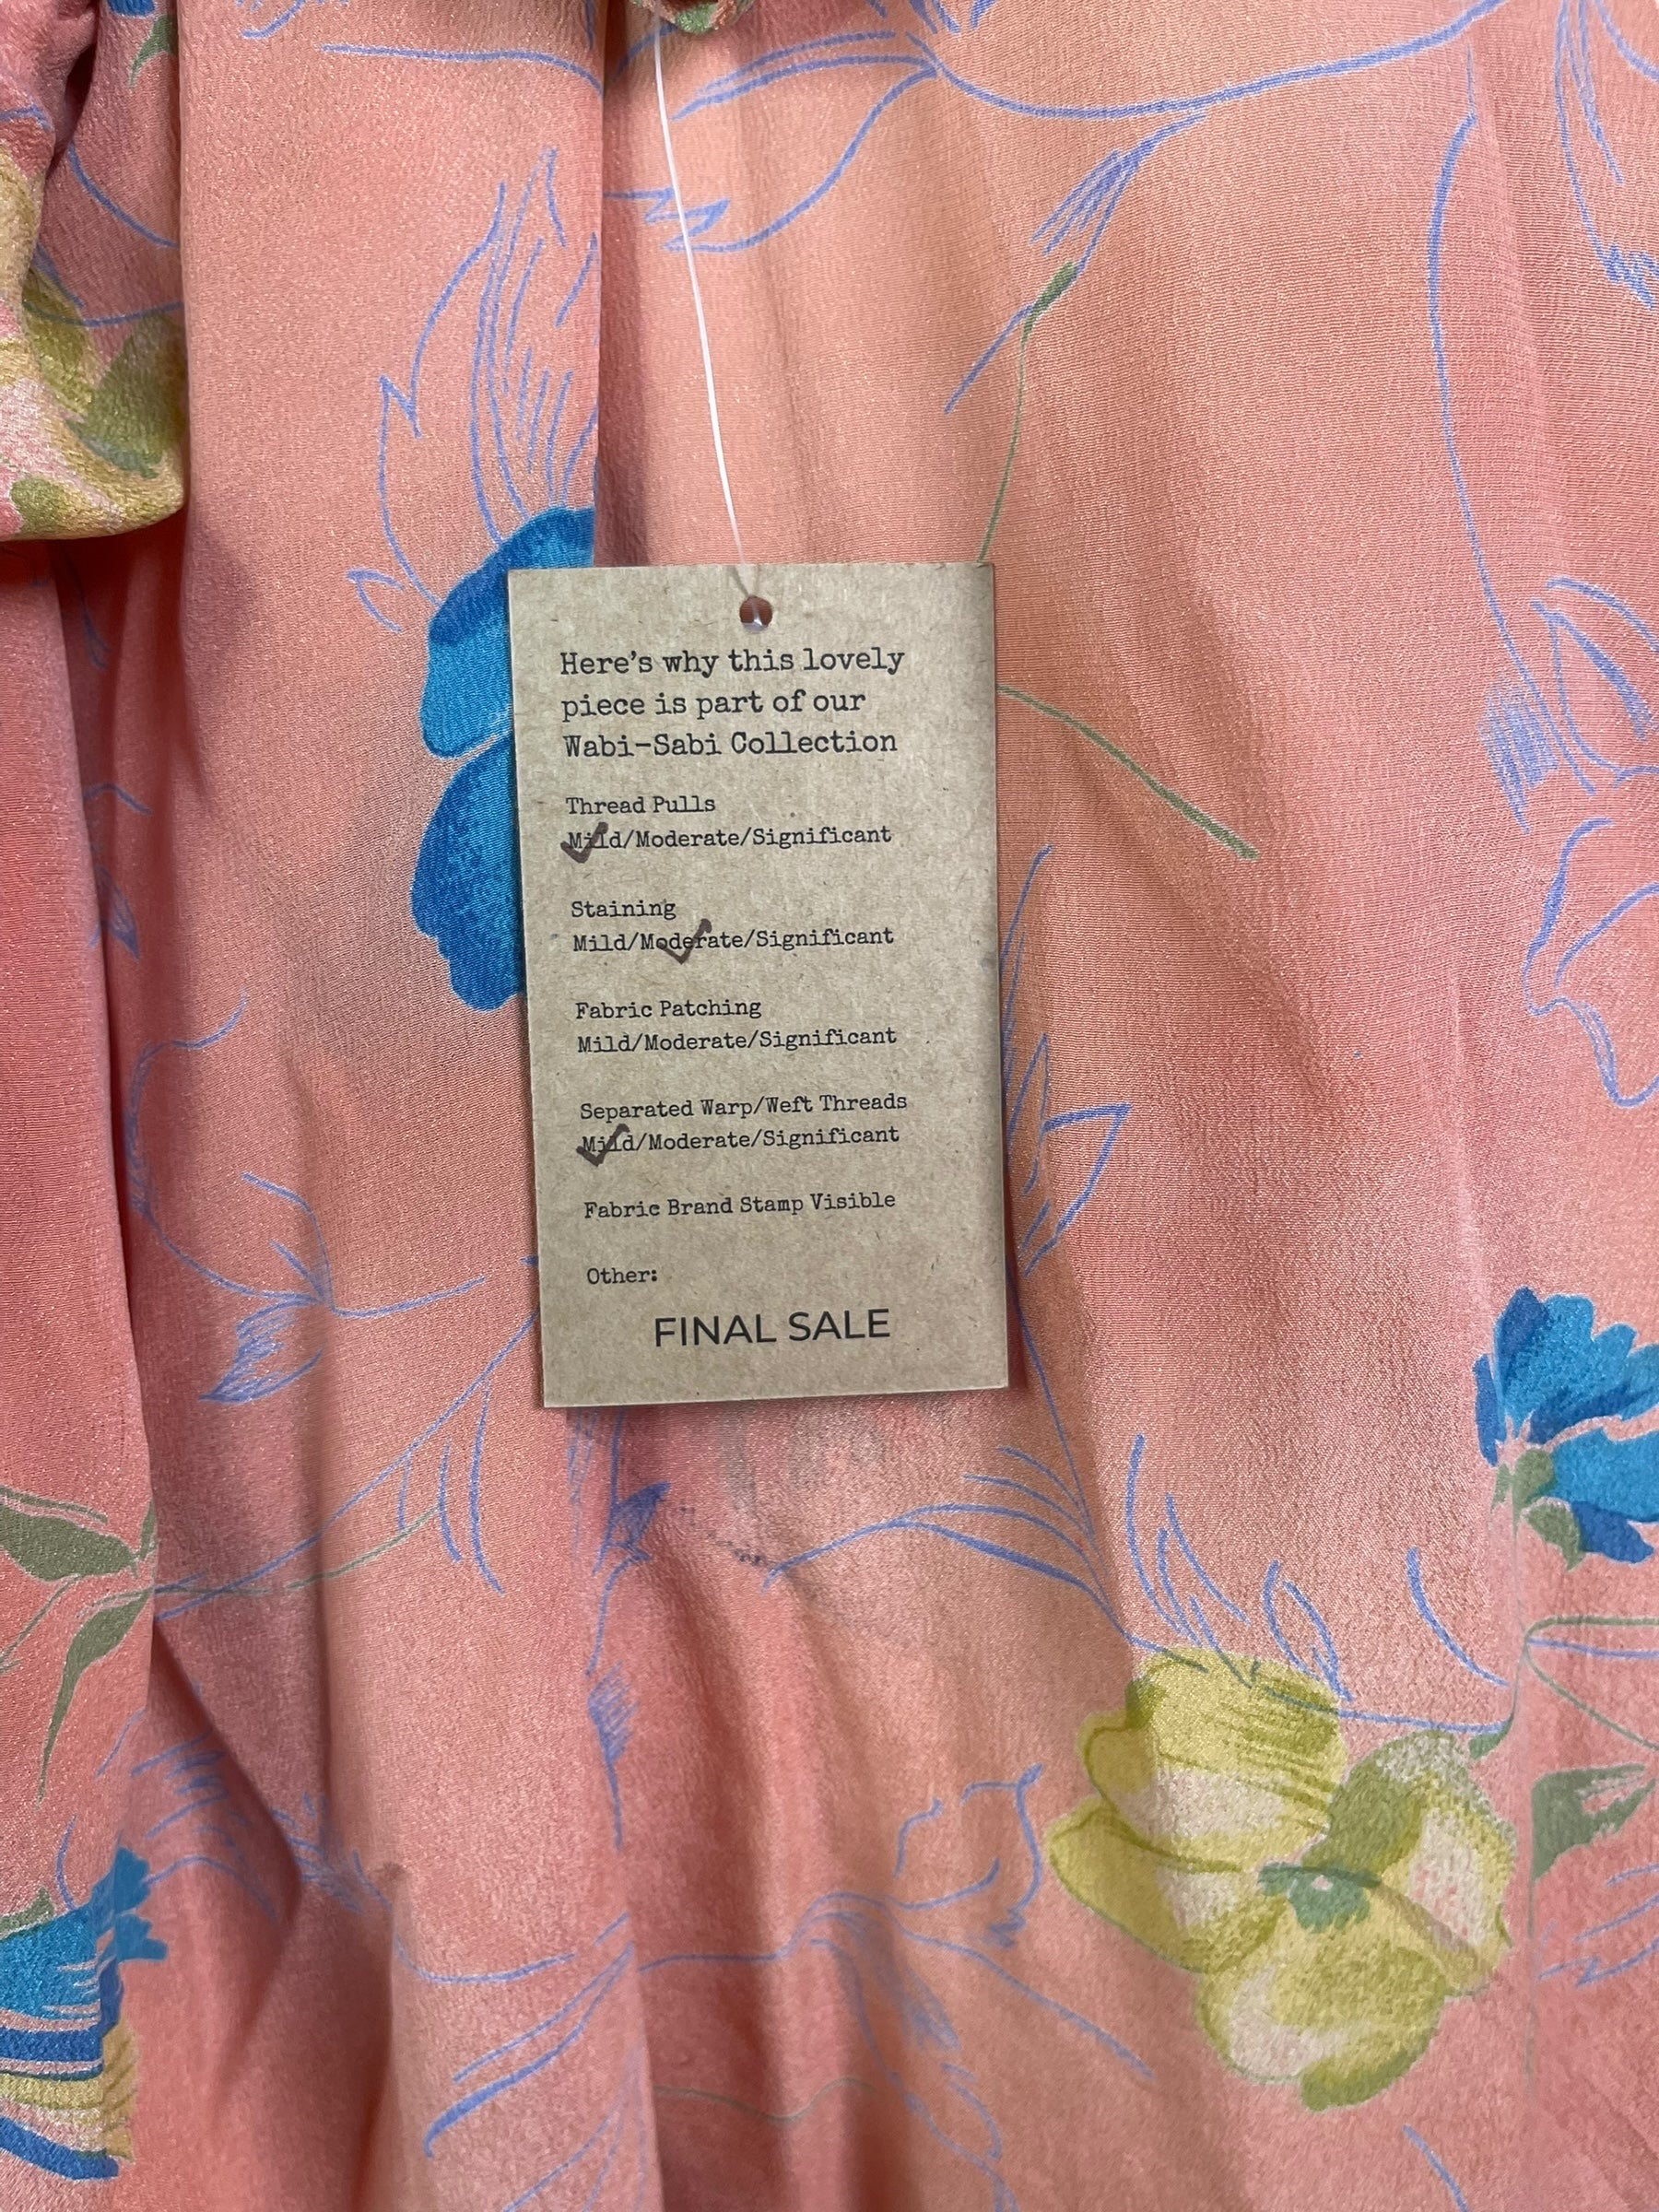 Here's why this lovely
piece is part of our
Wabi-Sabi Collection
Thread Pulls
Mild/Moderate/Significant
Staining
Mild/Moderate/Significant
Fabric Patching
Mild/Moderate/Significant
Separated Warp/Weft Threads
Mild/Moderate/Significant
Fabric Brand Stamp Visible
Other:
FINAL SALE